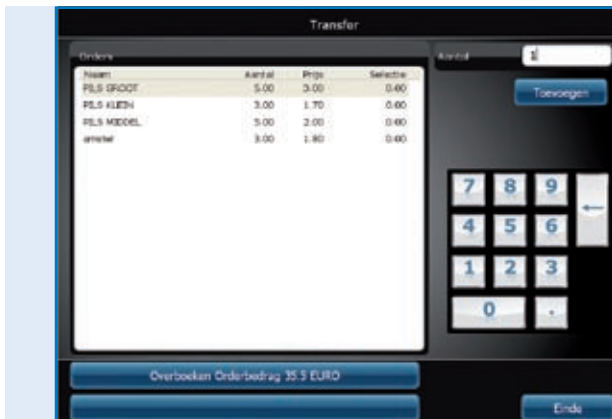 Transfer
Orders
Aantal 1
Naam Aantal Prijs Selectie
PILS GROOT 5.00 3.00 0.00
PILS KLEIN 3.00 1.70 0.00
PILS MIDDEL 5.00 2.00 0.00
3.00 1.80 0.00
Toevoegen
7 8 9 ←
4 5 6
1 2 3
0 .
Overboeken Orderbedrag 35.5 EURO
Einde